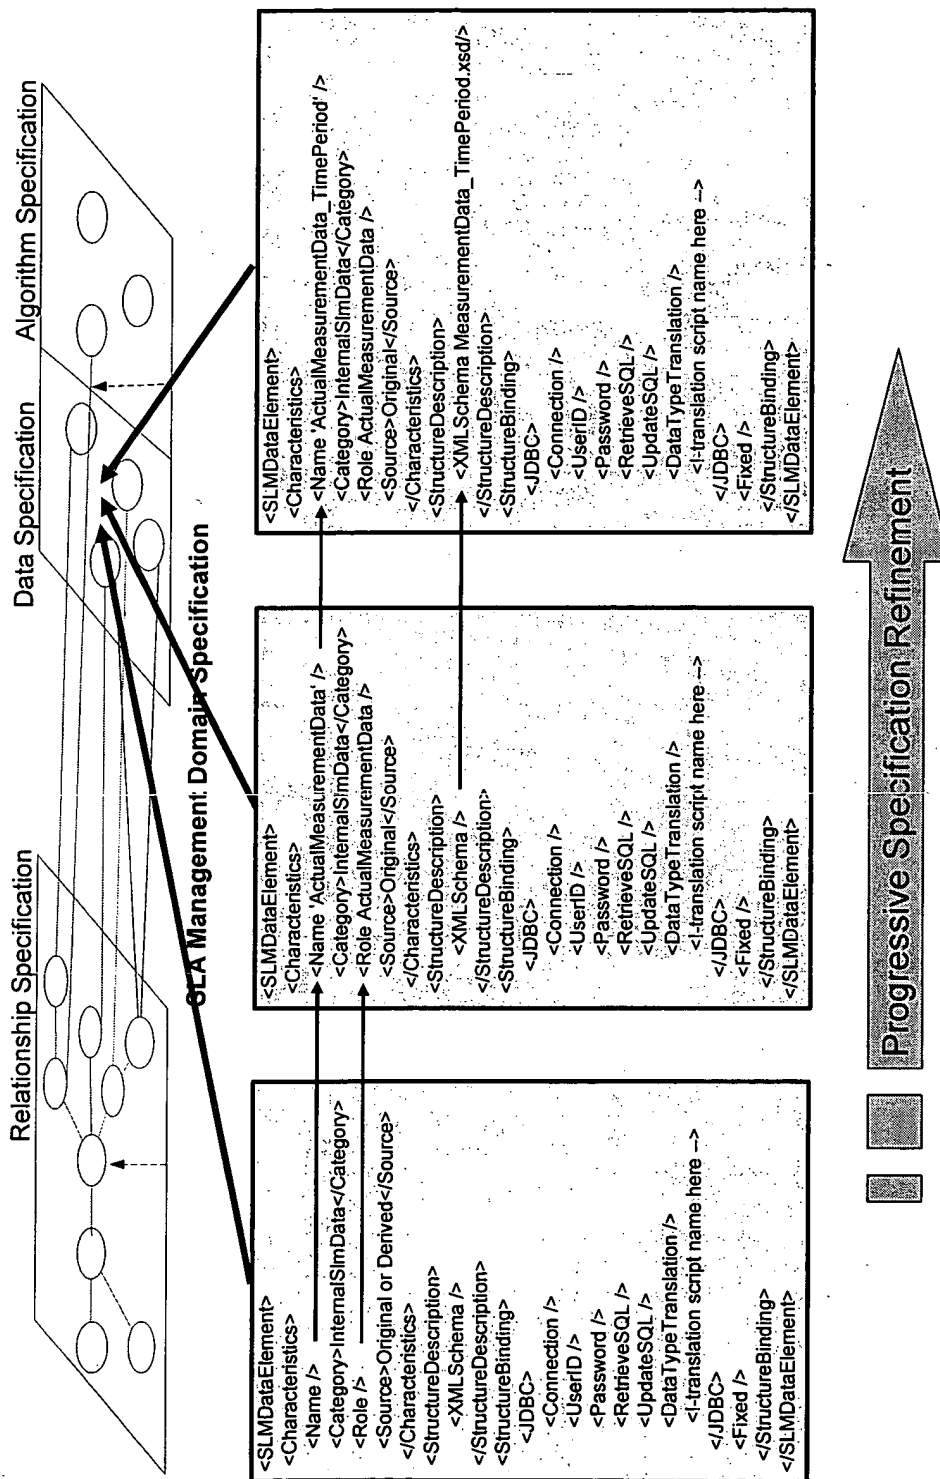 Relationship Specification
Data Specification
Algorithm Specification
SLA Management Domain Specification
<SLMDataElement>
<Characteristics>
<Name />
<Category>InternalSlmData</Category>
<Role />
<Source>Original or Derived</Source>
</Characteristics>
<StructureDescription>
<XMLSchema />
</StructureDescription>
<StructureBinding>
<JDBC>
<Connection />
<UserID />
<Password />
<RetrieveSQL />
<UpdateSQL />
<DataTypeTranslation />
<!-translation script name here -->
</JDBC>
<Fixed />
</StructureBinding>
</SLMDataElement>
<SLMDataElement>
<Characteristics>
<Name 'ActualMeasurementData' />
<Category>InternalSlmData</Category>
<Role ActualMeasurementData />
<Source>Original</Source>
</Characteristics>
<StructureDescription>
<XMLSchema />
</StructureDescription>
<StructureBinding>
<JDBC>
<Connection />
<UserID />
<Password />
<RetrieveSQL />
<UpdateSQL />
<DataTypeTranslation />
<!-translation script name here -->
</JDBC>
<Fixed />
</StructureBinding>
</SLMDataElement>
<SLMDataElement>
<Characteristics>
<Name 'ActualMeasurementData_TimePeriod' />
<Category>InternalSlmData</Category>
<Role ActualMeasurementData />
<Source>Original</Source>
</Characteristics>
<StructureDescription>
<XMLSchema MeasurementData_TimePeriod.xsd/>
</StructureDescription>
<StructureBinding>
<JDBC>
<Connection />
<UserID />
<Password />
<RetrieveSQL />
<UpdateSQL />
<DataTypeTranslation />
<!-translation script name here -->
</JDBC>
<Fixed />
</StructureBinding>
</SLMDataElement>
Progressive Specification Refinement